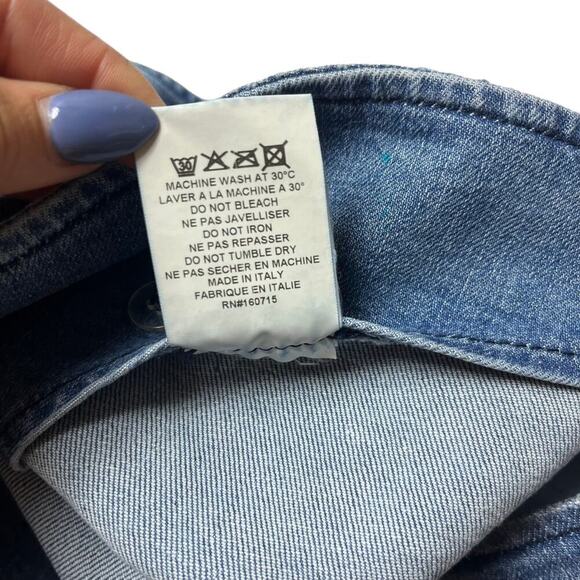 30
MACHINE WASH AT 30°C
LAVER A LA MACHINE A 30°
DO NOT BLEACH
NE PAS JAVELLISER
DO NOT IRON
NE PAS REPASSER
DO NOT TUMBLE DRY
NE PAS SECHER EN MACHINE
MADE IN ITALY
FABRIQUE EN ITALIE
RN#160715